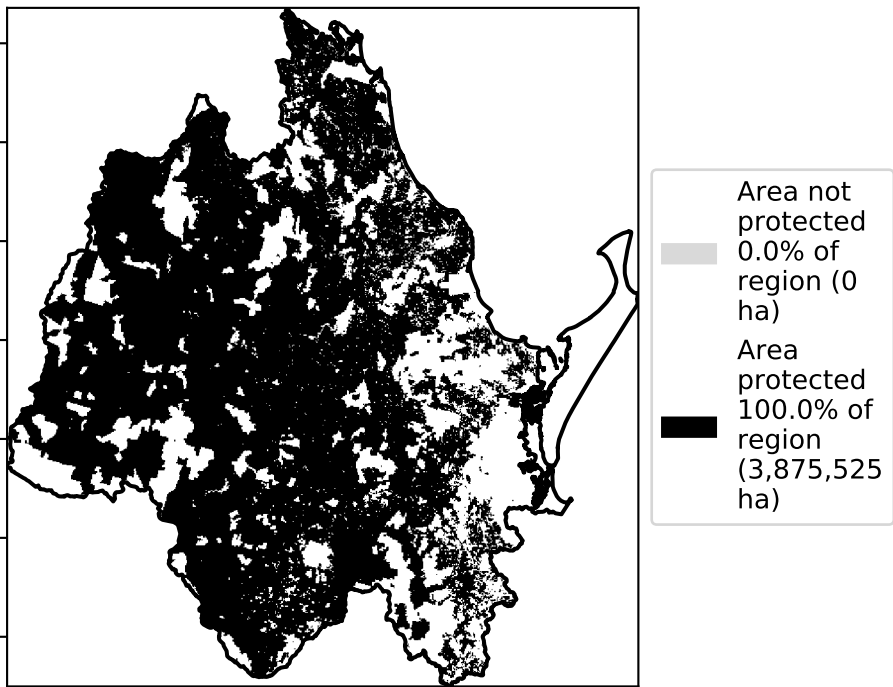 Area not
protected
0.0% of
region (0
ha)
Area
protected
100.0% of
region
(3,875,525
ha)